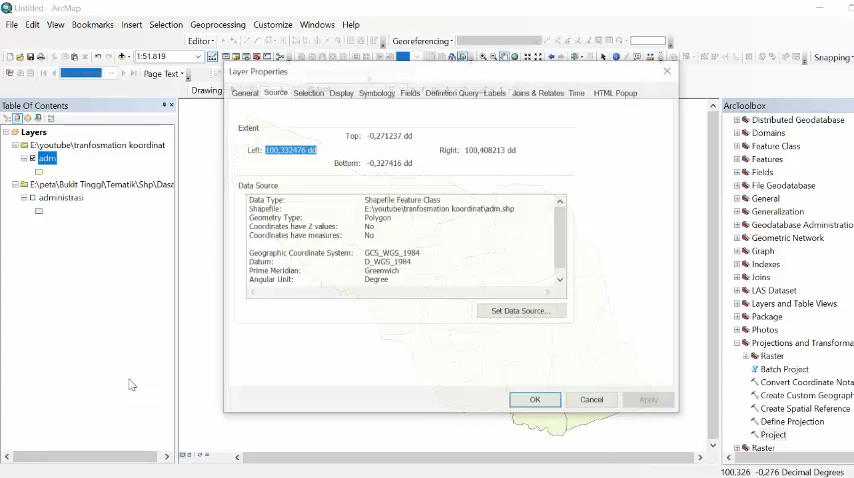 Untitled - ArcMap
File Edit View Bookmarks Insert Selection Geoprocessing Customize Windows Help
Editor Georeferencing
1:51.819 Snapping
Page Text
Drawing
Table Of Contents
Layers
E:\youtube\tranfosmation koordinat
adm
E:\peta\Bukit Tinggi\Tematik\Shp\Dasa
administrasi
Layer Properties
General Source Selection Display Symbology Fields Definition Query Labels Joins & Relates Time HTML Popup
Extent
Top: -0,271237 dd
Left: 100,332476 dd Right: 100,408213 dd
Bottom: -0,327416 dd
Data Source
Data Type: Shapefile Feature Class
Shapefile: E:\youtube\tranfosmation koordinat\adm.shp
Geometry Type: Polygon
Coordinates have Z values: No
Coordinates have measures: No
Geographic Coordinate System: GCS_WGS_1984
Datum: D_WGS_1984
Prime Meridian: Greenwich
Angular Unit: Degree
Set Data Source...
OK Cancel Apply
ArcToolbox
Distributed Geodatabase
Domains
Feature Class
Features
Fields
File Geodatabase
General
Generalization
Geodatabase Administra
Geometric Network
Graph
Indexes
Joins
LAS Dataset
Layers and Table Views
Package
Photos
Projections and Transforma
Raster
Batch Project
Convert Coordinate Nota
Create Custom Geograph
Create Spatial Reference
Define Projection
Project
Raster
100.326 -0,276 Decimal Degrees